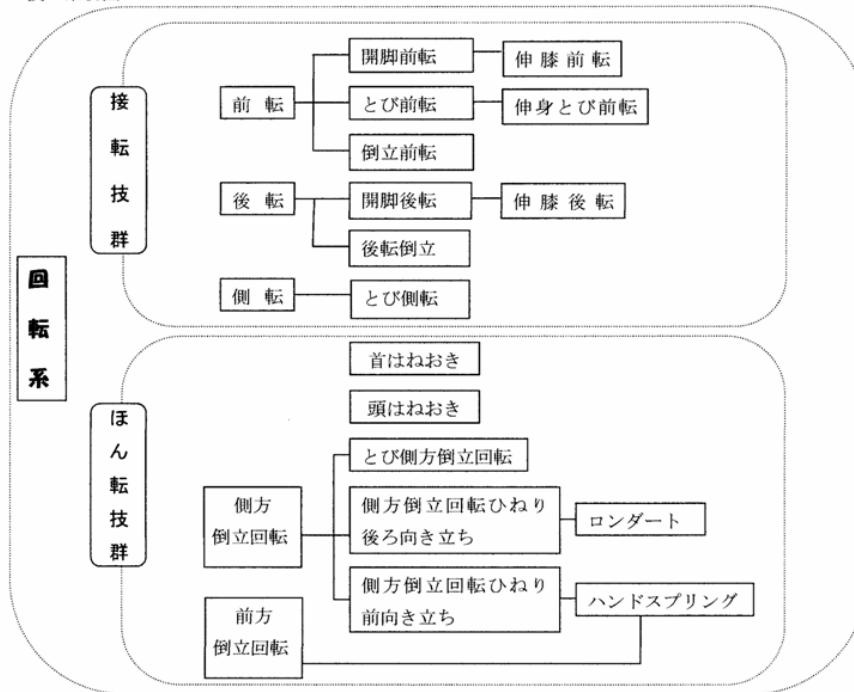 回転系
接転技群
前転
開脚前転
伸膝前転
とび前転
伸身とび前転
倒立前転
後転
開脚後転
伸膝後転
後転倒立
側転
とび側転
ほん転技群
首はねおき
頭はねおき
側方
倒立回転
とび側方倒立回転
側方倒立回転ひねり
後ろ向き立ち
ロンダート
側方倒立回転ひねり
前向き立ち
ハンドスプリング
前方
倒立回転